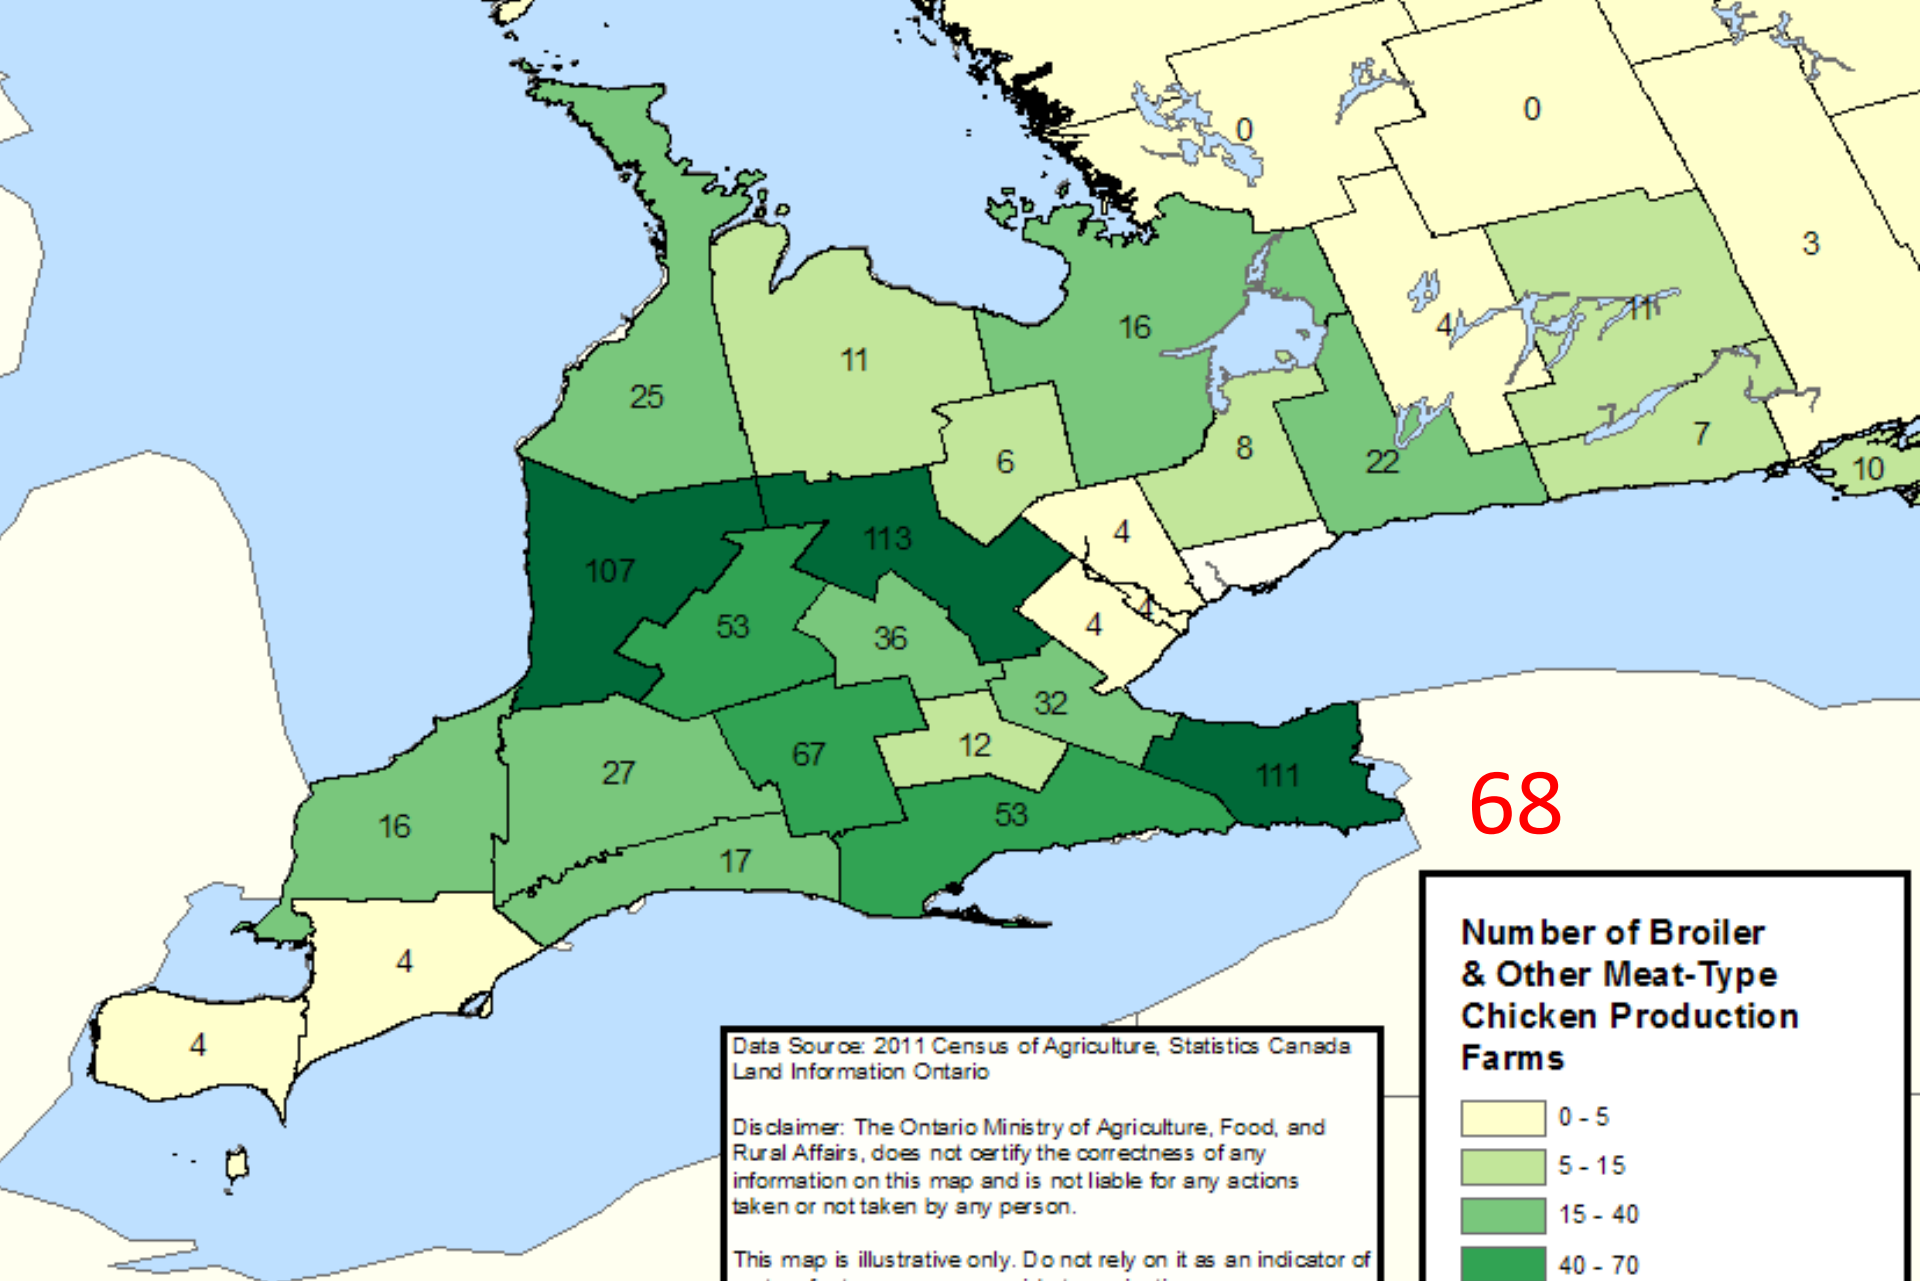 0
0
3
16
4
11
11
25
6
8
22
7
10
113
4
107
53
36
4
4
32
67
12
27
111
53
16
17
68
4
4
Number of Broiler
& Other Meat-Type
Chicken Production
Farms
0 - 5
5 - 15
15 - 40
40 - 70
Data Source: 2011 Census of Agriculture, Statistics Canada
Land Information Ontario
Disclaimer: The Ontario Ministry of Agriculture, Food, and
Rural Affairs, does not certify the correctness of any
information on this map and is not liable for any actions
taken or not taken by any person.
This map is illustrative only. Do not rely on it as an indicator of